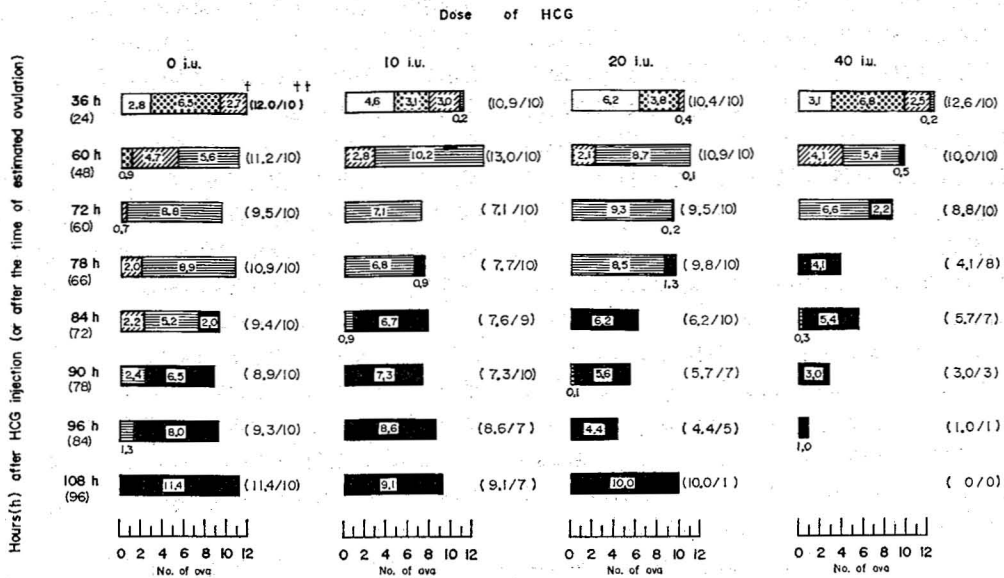 Dose of HCG
0 i.u. 10 i.u. 20 i.u. 40 i.u.
† ††
Hours(h) after HCG injection (or after the time of estimated ovulation)
36 h 2,8 6,5 2,7 (12.0/10) 4,6 3,1 3,0 (10.9/10) 6,2 3,8 (10.4/10) 3,1 6,8 2,5 (12.6/10)
(24) 0,2 0,4 0,2
60 h 4,7 5,6 (11.2/10) 2,8 10,2 (13.0/10) 2,1 8,7 (10.9/10) 4,1 5,4 (10.0/10)
(48) 0,9 0,1 0,5
72 h 8,8 (9.5/10) 7,1 (7.1/10) 9,3 (9.5/10) 6,6 2,2 (8.8/10)
(60) 0,7 0,2
78 h 2,0 8,9 (10.9/10) 6,8 (7.7/10) 8,5 (9.8/10) 4,1 (4.1/8)
(66) 0,9 1,3
84 h 2,2 5,2 2,0 (9.4/10) 6,7 (7.6/9) 6,2 (6.2/10) 5,4 (5.7/7)
(72) 0,9 0,3
90 h 2,4 6,5 (8.9/10) 7,3 (7.3/10) 5,6 (5.7/7) 3,0 (3.0/3)
(78) 0,1
96 h 8,0 (9.3/10) 8,6 (8.6/7) 4,4 (4.4/5) (1.0/1)
(84) 1,3 1,0
108 h 11,4 (11.4/10) 9,1 (9.1/7) 10,0 (10.0/1) (0/0)
(96)
0 2 4 6 8 10 12 0 2 4 6 8 10 12 0 2 4 6 8 10 12 0 2 4 6 8 10 12
No. of ova No. of ova No. of ova No. of ova